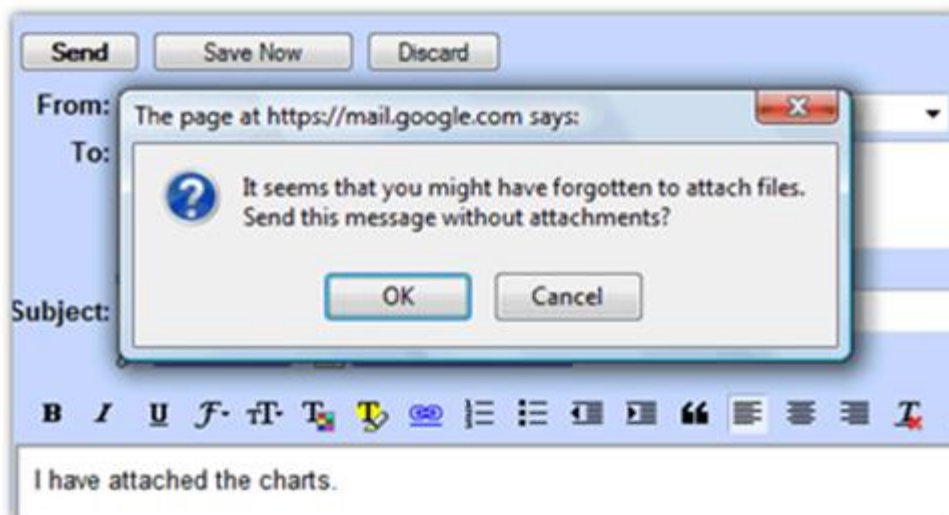 Send Save Now Discard
From:
The page at https://mail.google.com says:
To:
It seems that you might have forgotten to attach files.
Send this message without attachments?
OK Cancel
Subject:
B I U F TT T T T
I have attached the charts.